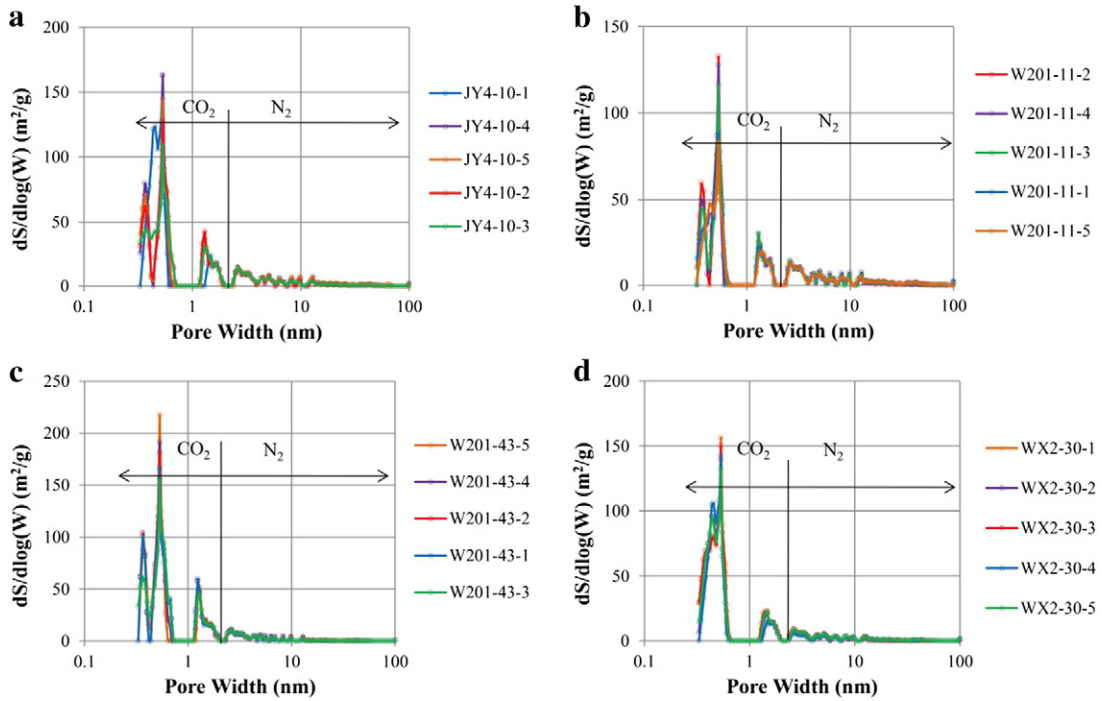 a
dS/dlog(W) (m²/g)
200
150
100
50
0
0.1 1 10 100
Pore Width (nm)
CO₂ N₂
JY4-10-1
JY4-10-4
JY4-10-5
JY4-10-2
JY4-10-3
b
dS/dlog(W) (m²/g)
150
100
50
0
0.1 1 10 100
Pore Width (nm)
CO₂ N₂
W201-11-2
W201-11-4
W201-11-3
W201-11-1
W201-11-5
c
dS/dlog(W) (m²/g)
250
200
150
100
50
0
0.1 1 10 100
Pore Width (nm)
CO₂ N₂
W201-43-5
W201-43-4
W201-43-2
W201-43-1
W201-43-3
d
dS/dlog(W) (m²/g)
200
150
100
50
0
0.1 1 10 100
Pore Width (nm)
CO₂ N₂
WX2-30-1
WX2-30-2
WX2-30-3
WX2-30-4
WX2-30-5